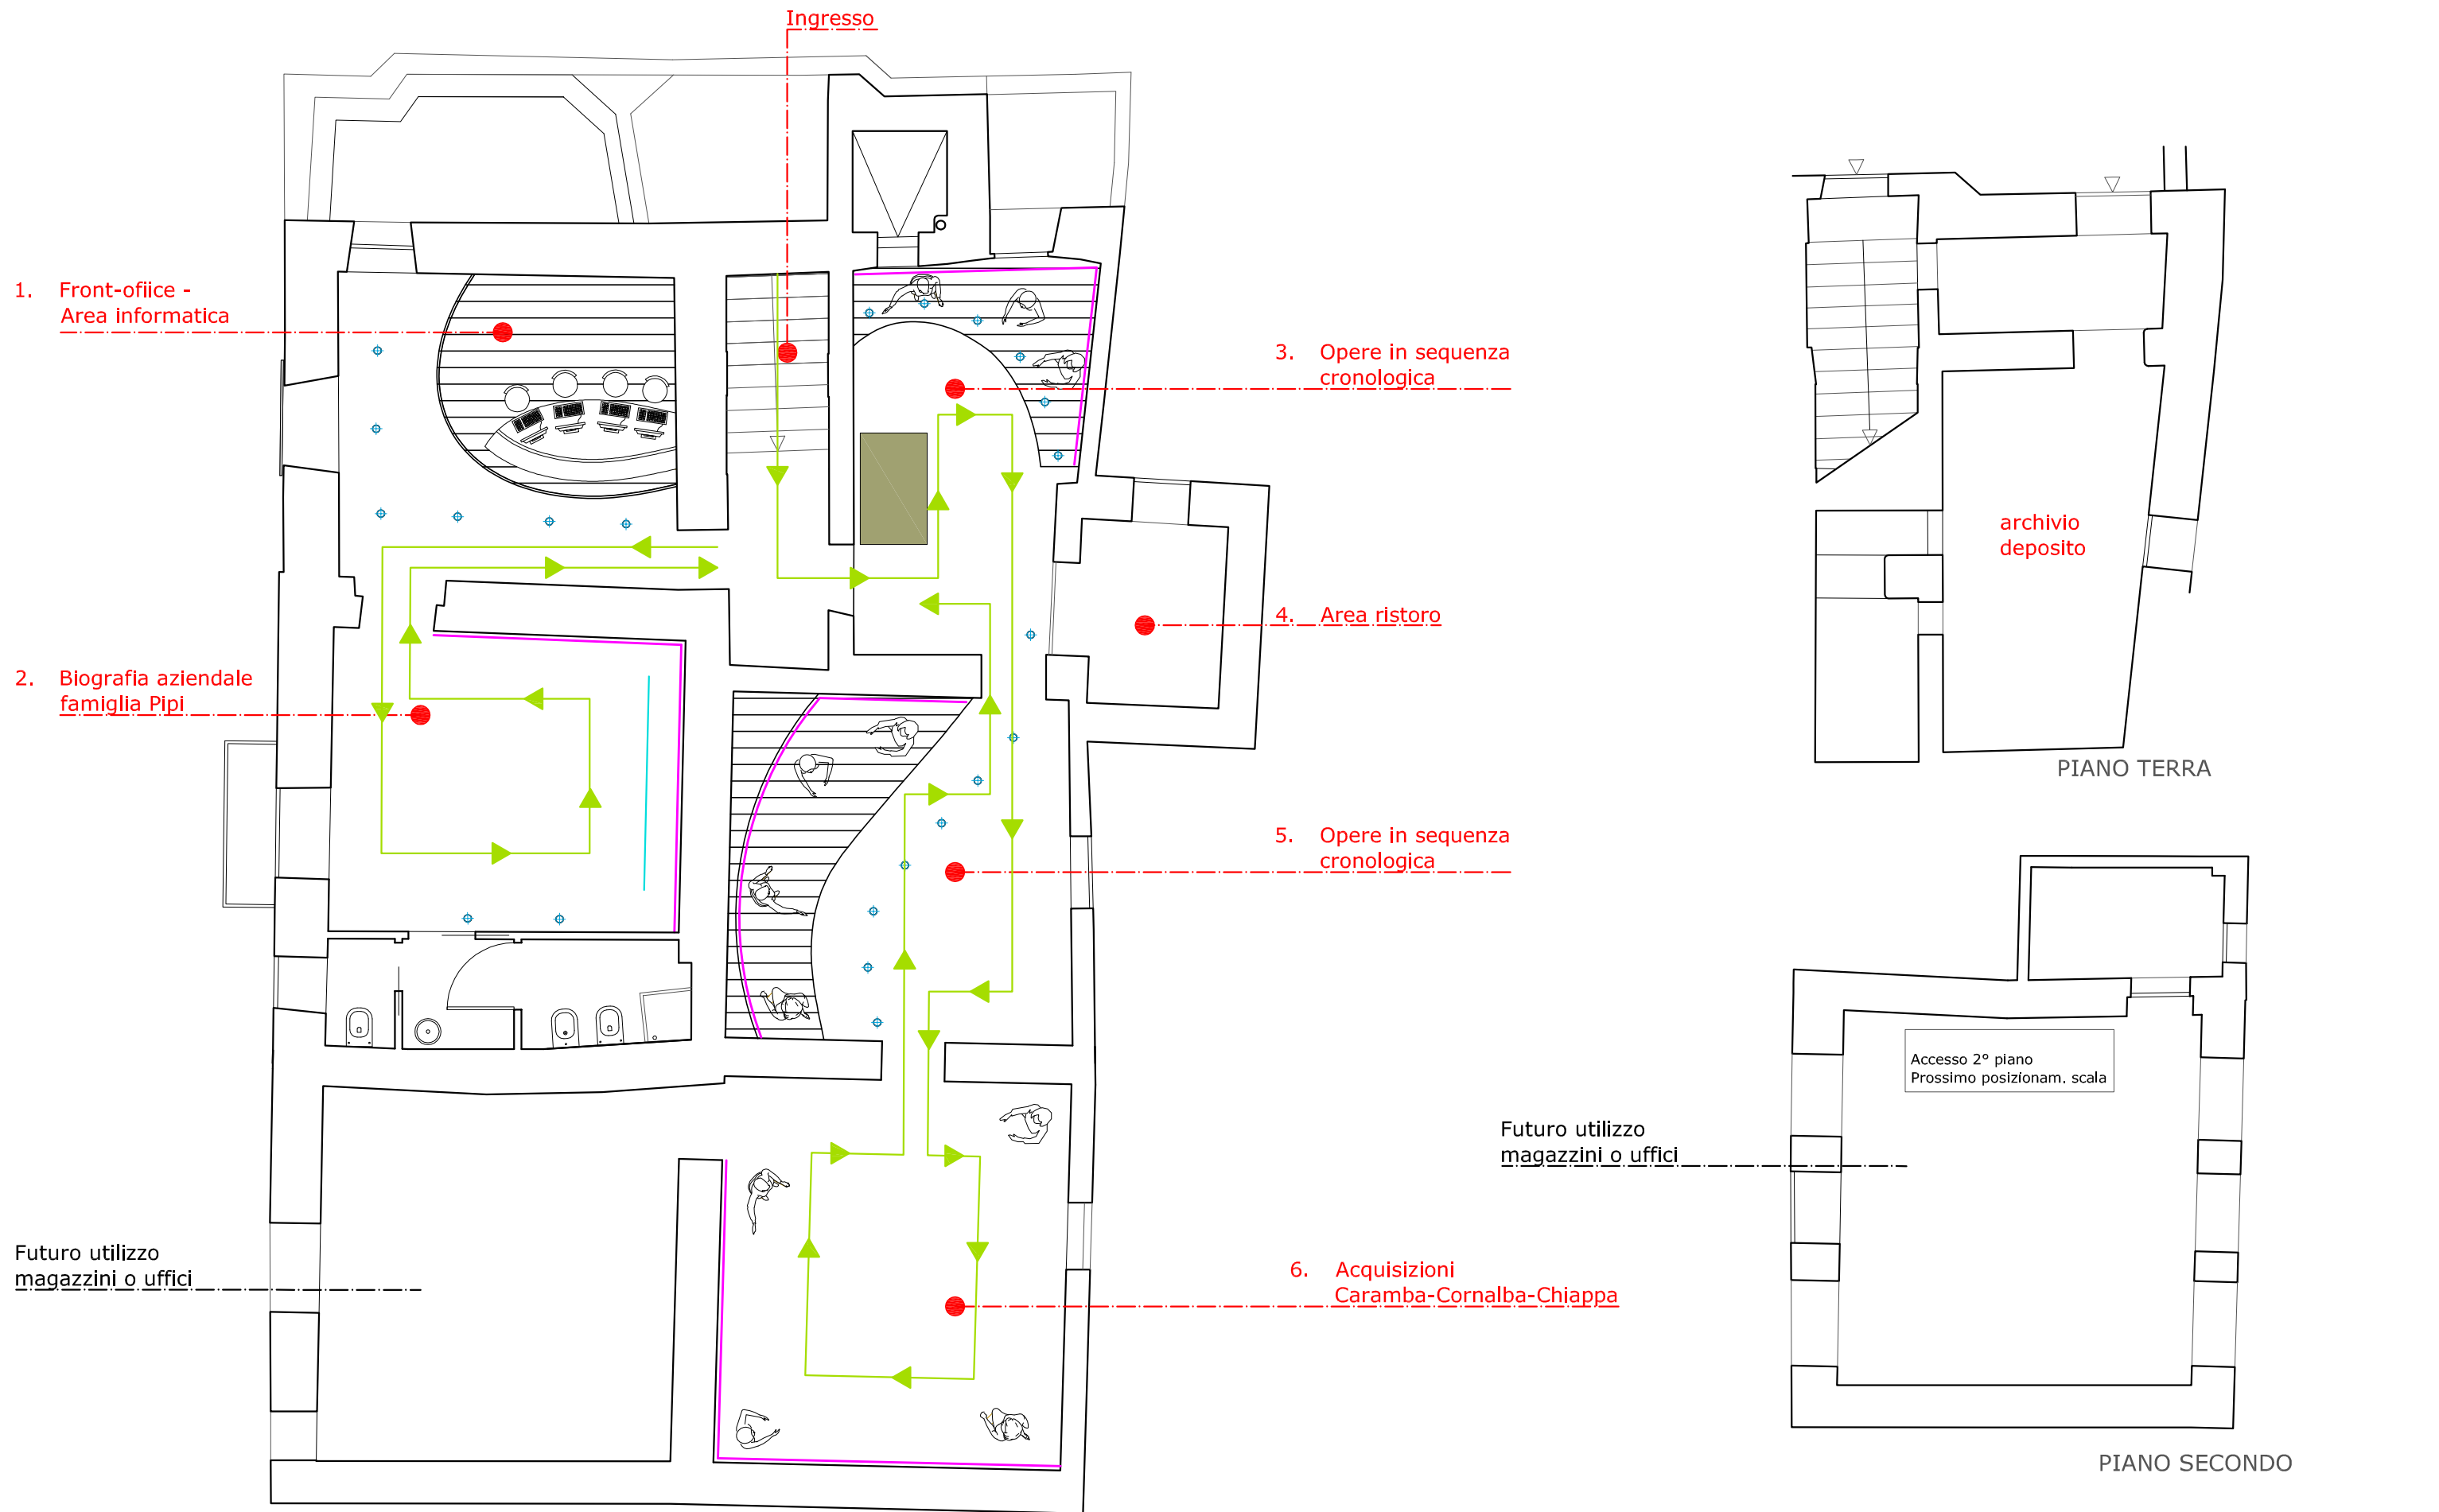 Ingresso
1. Front-ofiice -
Area informatica
3. Opere in sequenza
cronologica
archivio
deposito
4. Area ristoro
2. Biografia aziendale
famiglia Pipi
PIANO TERRA
5. Opere in sequenza
cronologica
Accesso 2° piano
Prossimo posizíonam. scala
Futuro utilizzo
magazzini o uffici
Futuro utilizzo
magazzini o uffici
6. Acquisizioni
Caramba-Cornalba-Chiappa
PIANO SECONDO